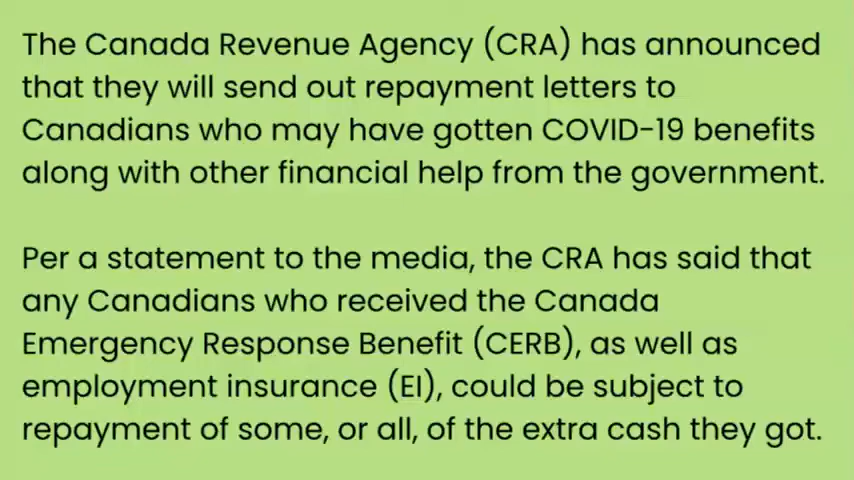 The Canada Revenue Agency (CRA) has announced
that they will send out repayment letters to
Canadians who may have gotten COVID-19 benefits
along with other financial help from the government.
Per a statement to the media, the CRA has said that
any Canadians who received the Canada
Emergency Response Benefit (CERB), as well as
employment insurance (EI), could be subject to
repayment of some, or all, of the extra cash they got.